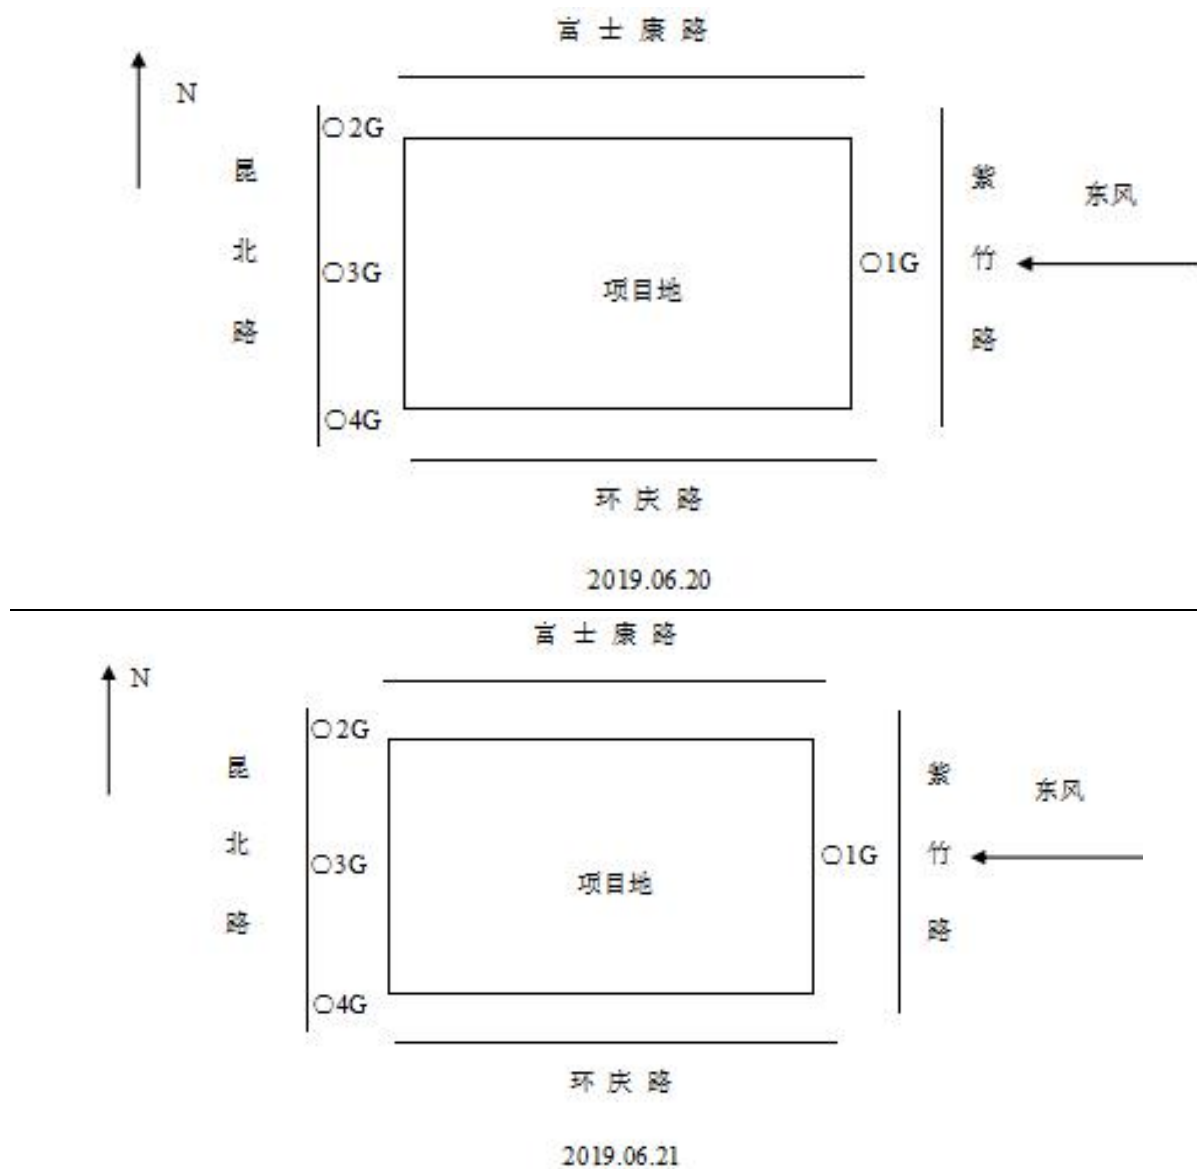 富士康路
N
○2G
昆北路
紫竹路
东风
○3G
项目地
○1G
○4G
环庆路
2019.06.20
富士康路
N
○2G
昆北路
紫竹路
东风
○3G
项目地
○1G
○4G
环庆路
2019.06.21